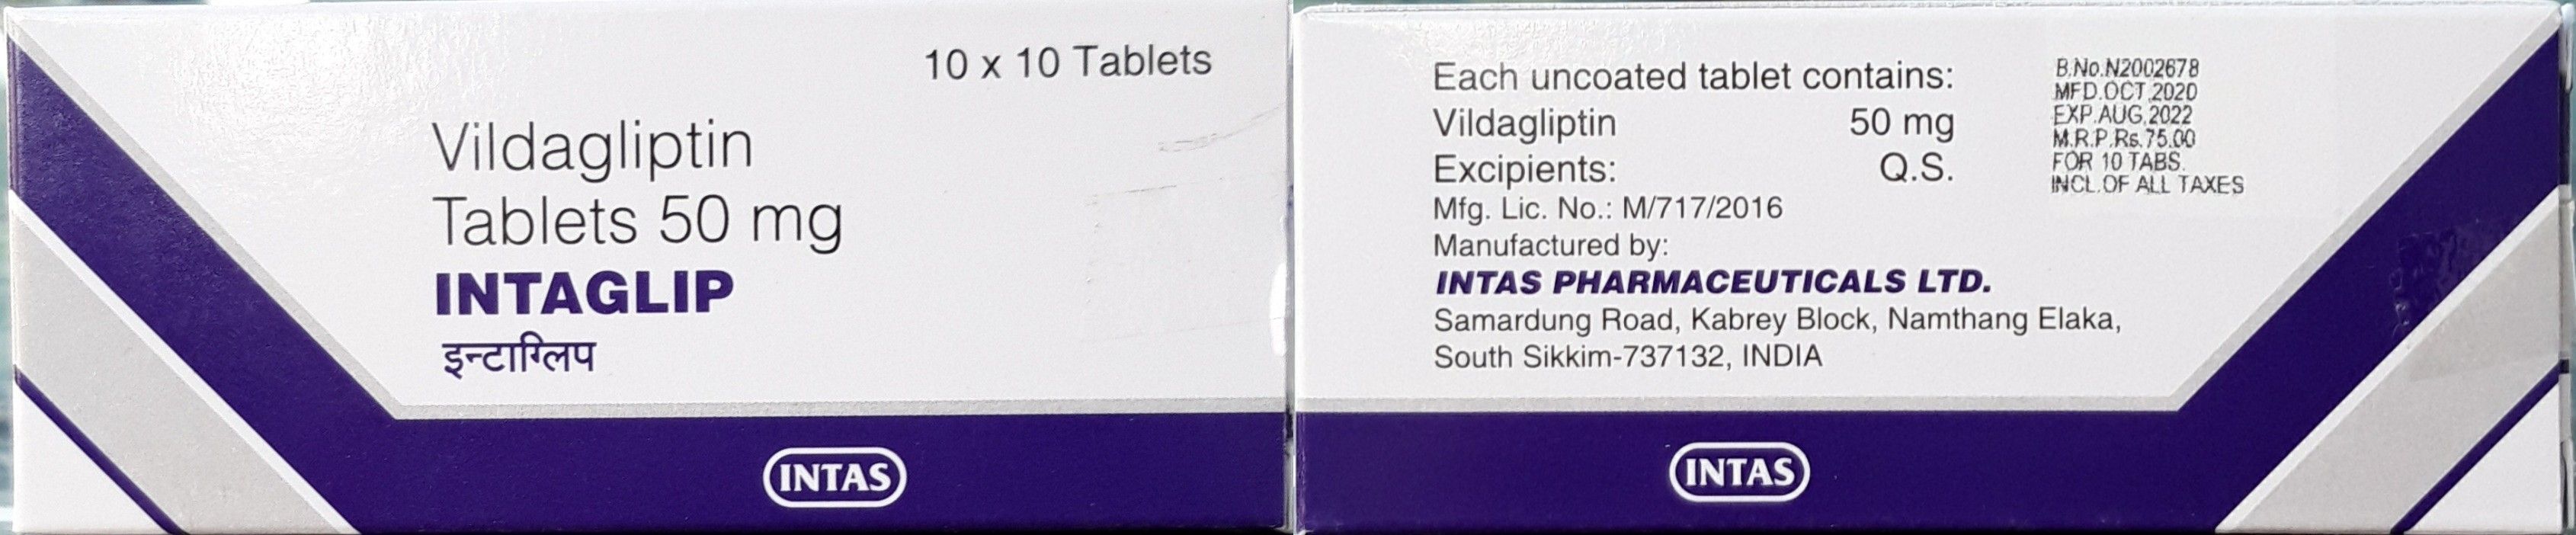 10 x 10 Tablets
Vildagliptin
Tablets 50 mg
INTAGLIP
इन्टाग्लिप
INTAS
Each uncoated tablet contains:
Vildagliptin 50 mg
Excipients: Q.S.
Mfg. Lic. No.: M/717/2016
Manufactured by:
INTAS PHARMACEUTICALS LTD.
Samardung Road, Kabrey Block, Namthang Elaka,
South Sikkim-737132, INDIA
B.No.N2002678
MFD.OCT.2020
EXP.AUG.2022
M.R.P.Rs.75.00
FOR 10 TABS.
INCL.OF ALL TAXES
INTAS